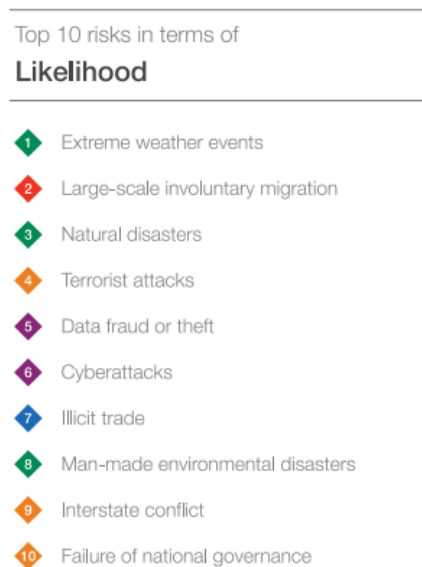 Top 10 risks in terms of
Likelihood
1 Extreme weather events
2 Large-scale involuntary migration
3 Natural disasters
4 Terrorist attacks
5 Data fraud or theft
6 Cyberattacks
7 Illicit trade
8 Man-made environmental disasters
9 Interstate conflict
10 Failure of national governance